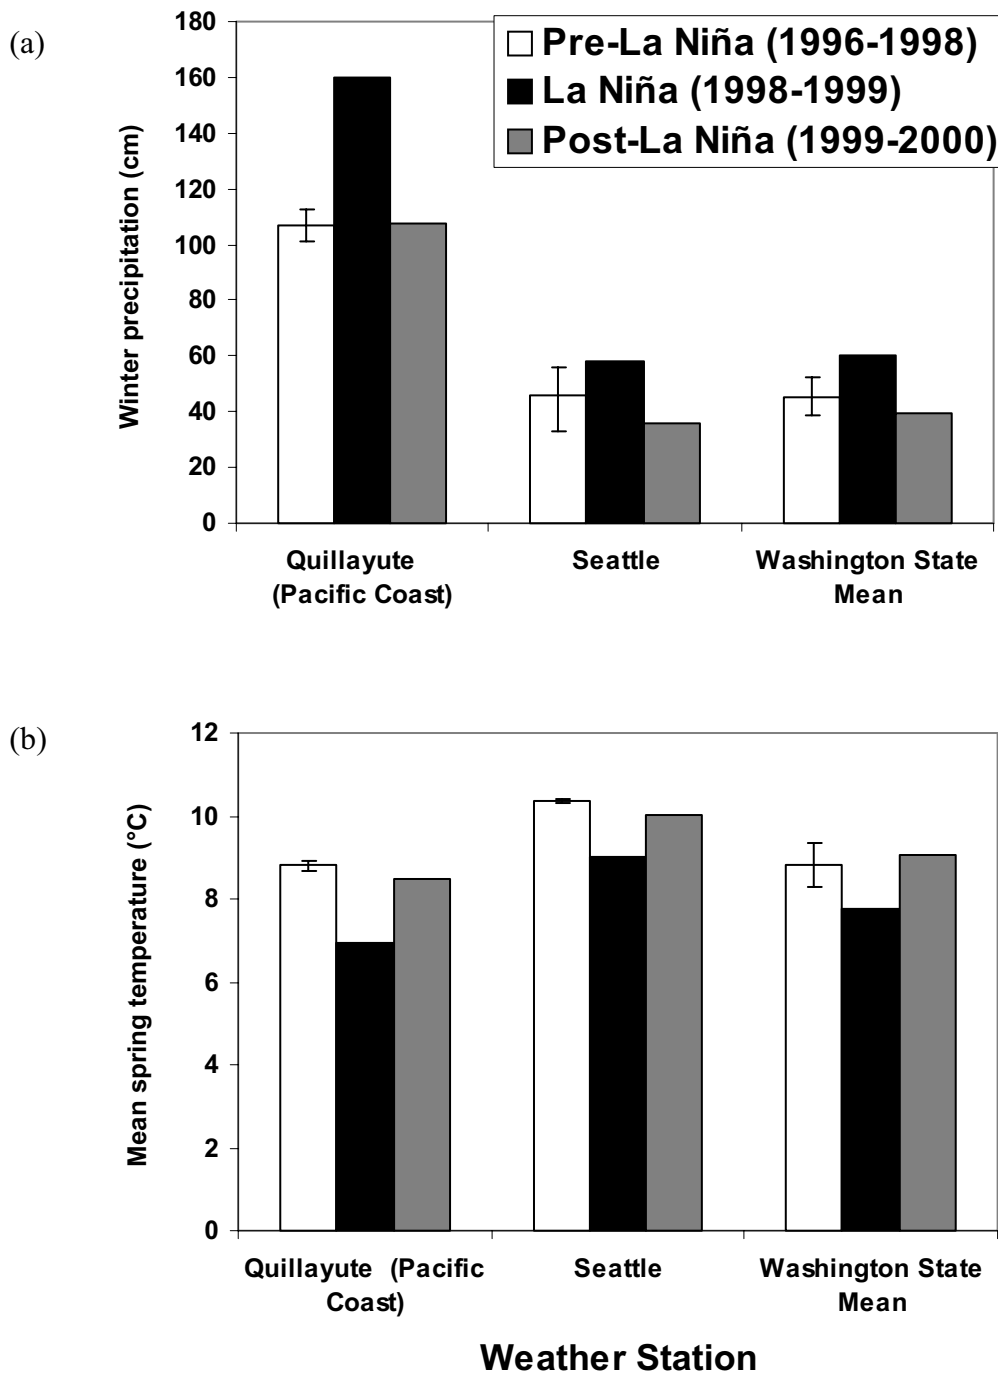 (a)
Winter precipitation (cm)
180
160
140
120
100
80
60
40
20
0
Pre-La Niña (1996-1998)
La Niña (1998-1999)
Post-La Niña (1999-2000)
Quillayute
(Pacific Coast)
Seattle
Washington State
Mean
(b)
Mean spring temperature (°C)
12
10
8
6
4
2
0
Quillayute (Pacific
Coast)
Seattle
Washington State
Mean
Weather Station